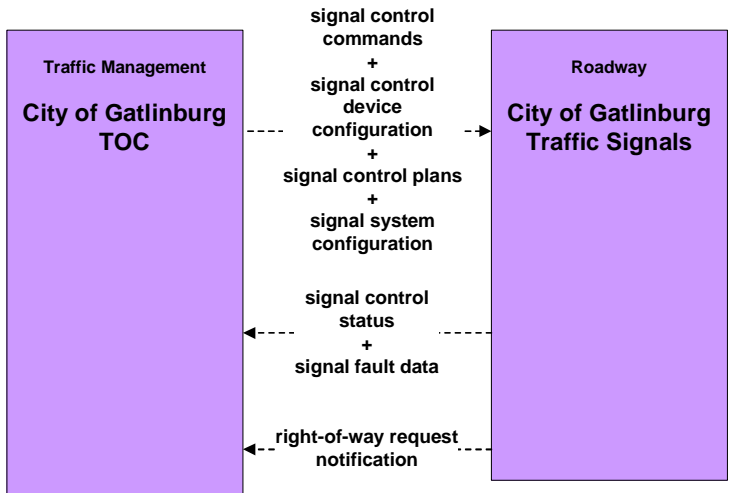 Traffic Management
City of Gatlinburg
TOC
signal control
commands
+
signal control
device
configuration
+
signal control plans
+
signal system
configuration
Roadway
City of Gatlinburg
Traffic Signals
signal control
status
+
signal fault data
right-of-way request
notification